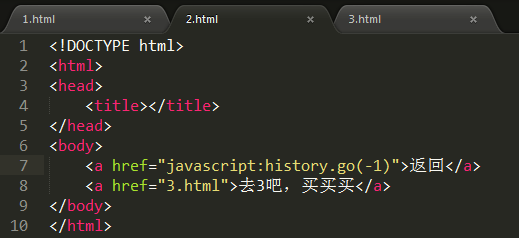 1.html × 2.html × 3.html ×
1 <!DOCTYPE html>
2 <html>
3 <head>
4 <title></title>
5 </head>
6 <body>
7 <a href="javascript:history.go(-1)">返回</a>
8 <a href="3.html">去3吧，买买买</a>
9 </body>
10 </html>